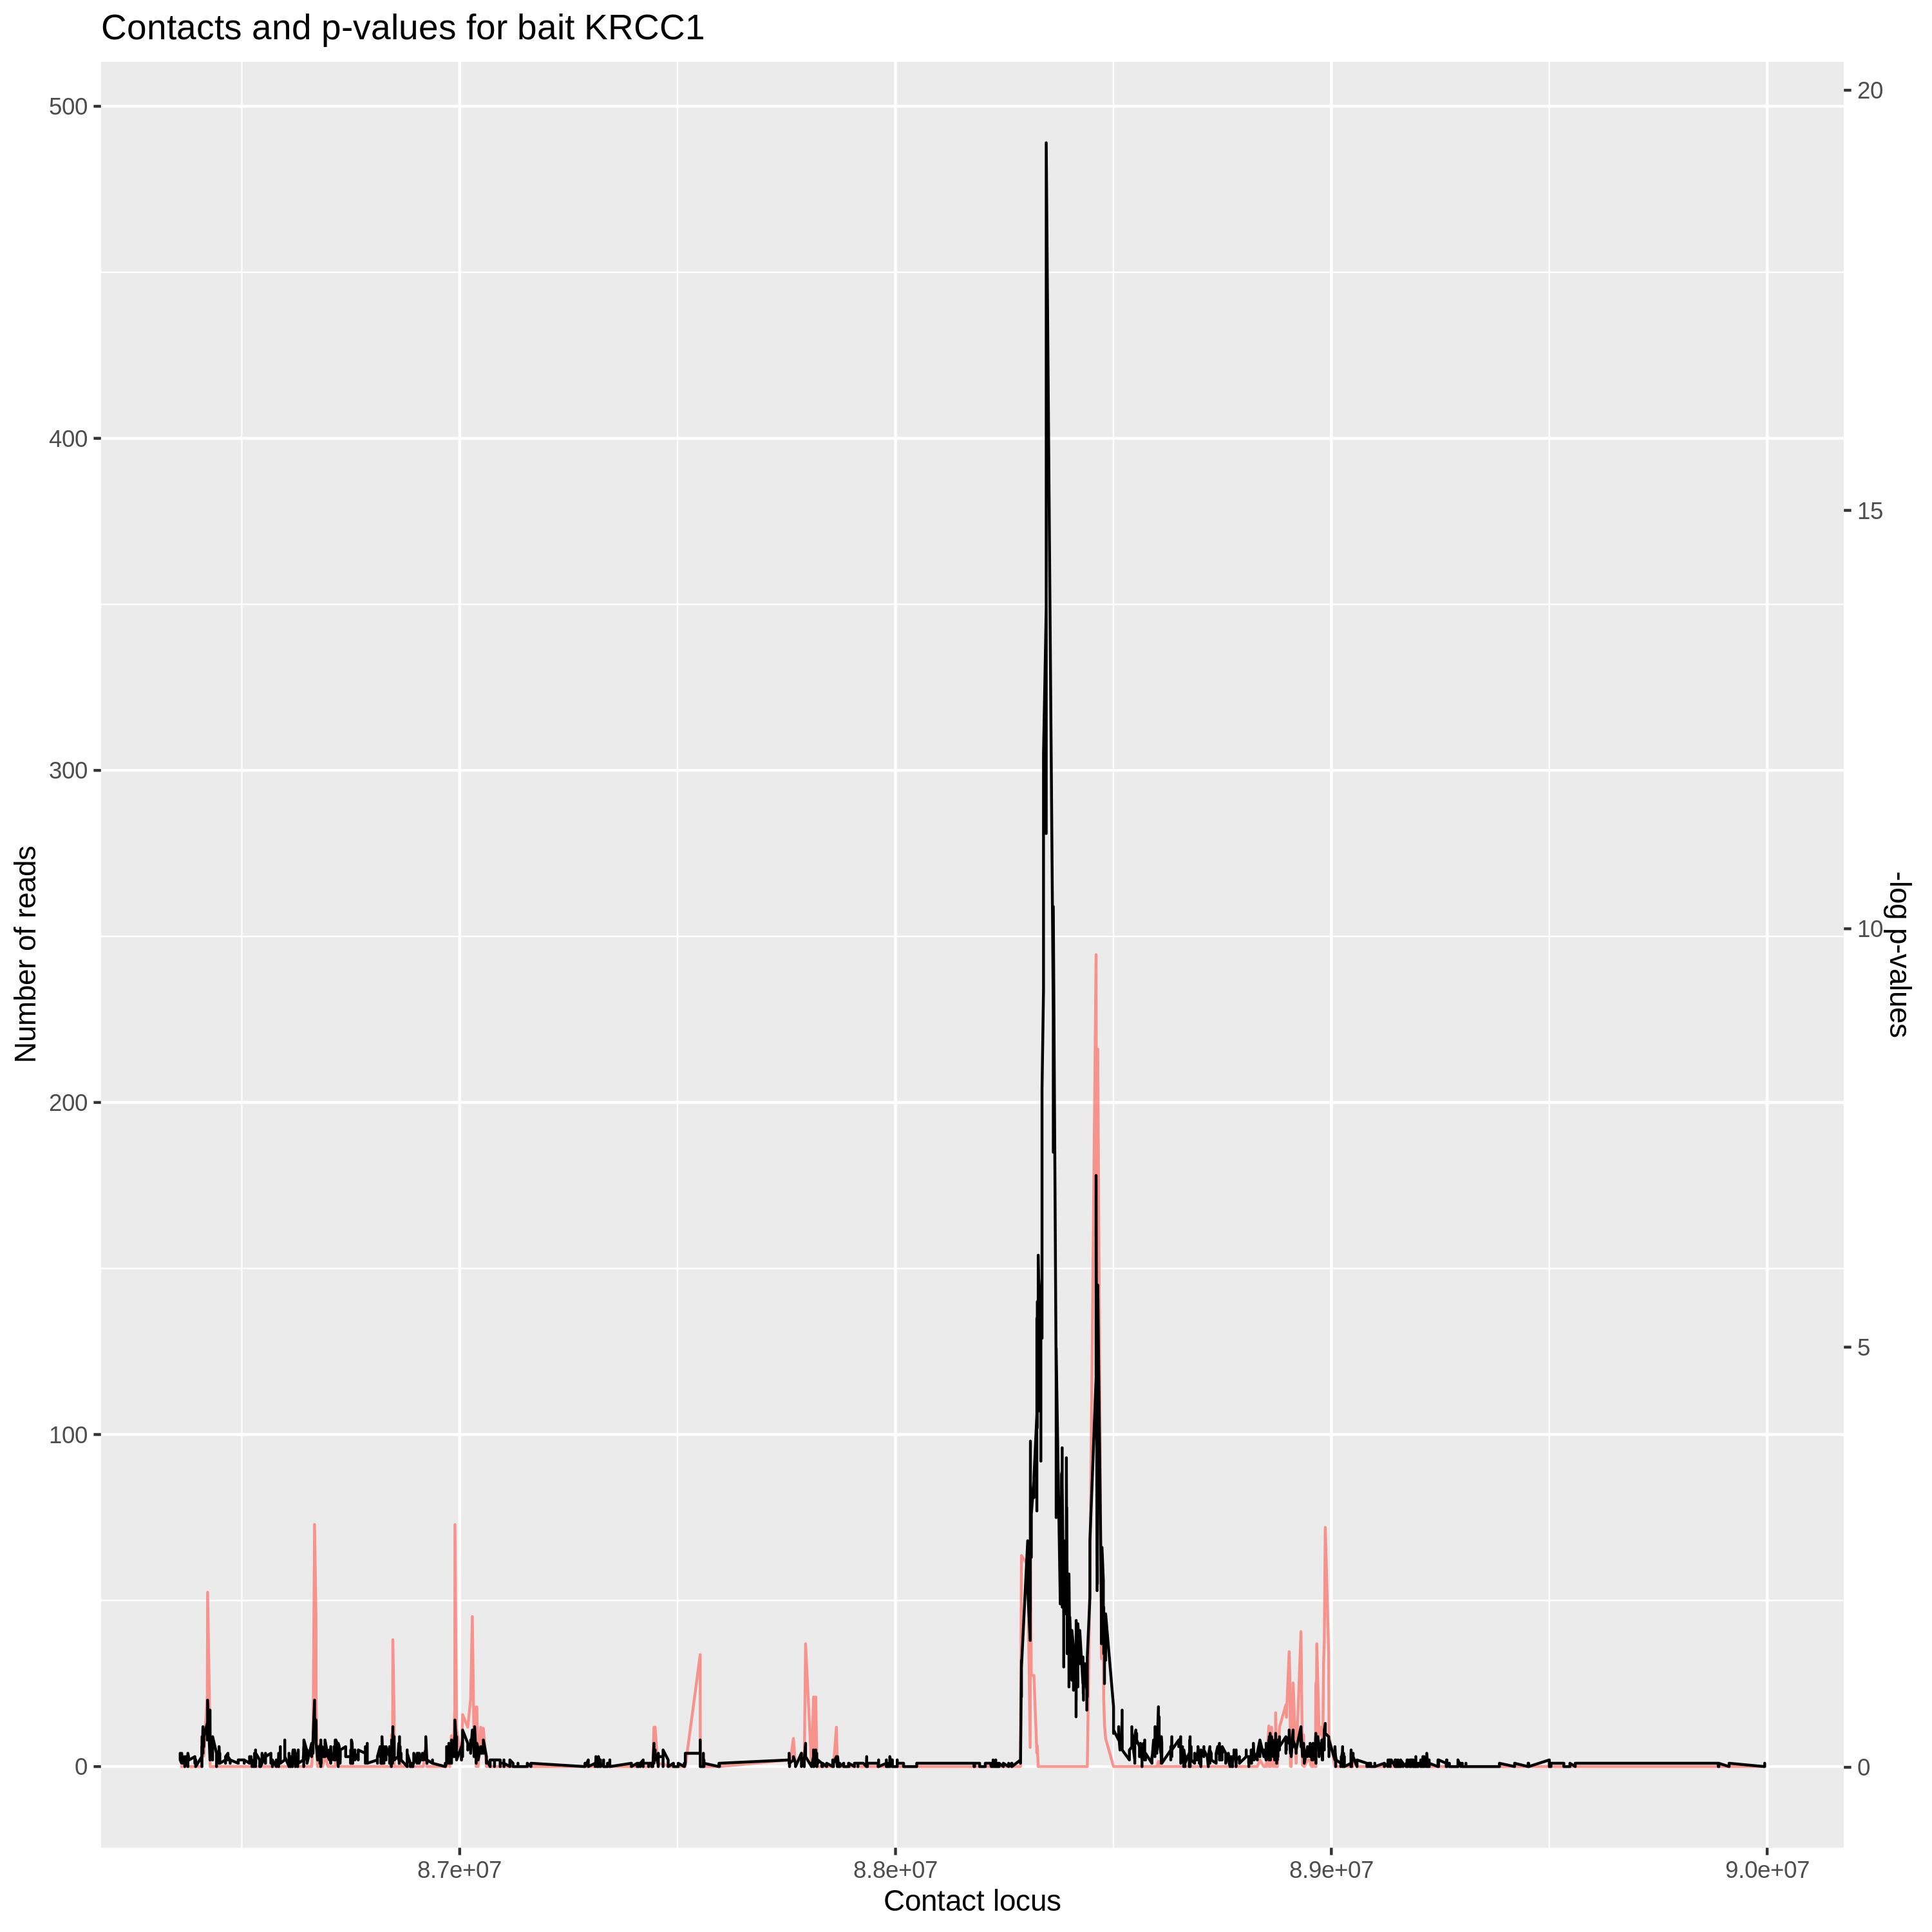 Contacts and p-values for bait KRCC1
500
400
300
200
100
0
Number of reads
20
15
10
5
0
-log p-values
8.7e+07
8.8e+07
8.9e+07
9.0e+07
Contact locus